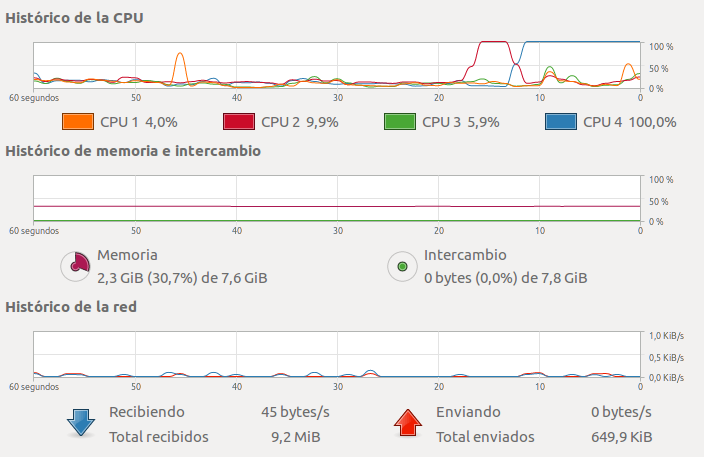 Histórico de la CPU
100 %
50 %
0 %
60 segundos 50 40 30 20 10 0
CPU 1 4,0% CPU 2 9,9% CPU 3 5,9% CPU 4 100,0%
Histórico de memoria e intercambio
100 %
50 %
0 %
60 segundos 50 40 30 20 10 0
Memoria
2,3 GiB (30,7%) de 7,6 GiB
Intercambio
0 bytes (0,0%) de 7,8 GiB
Histórico de la red
1,0 KiB/s
0,5 KiB/s
0,0 KiB/s
60 segundos 50 40 30 20 10 0
Recibiendo 45 bytes/s
Total recibidos 9,2 MiB
Enviando 0 bytes/s
Total enviados 649,9 KiB